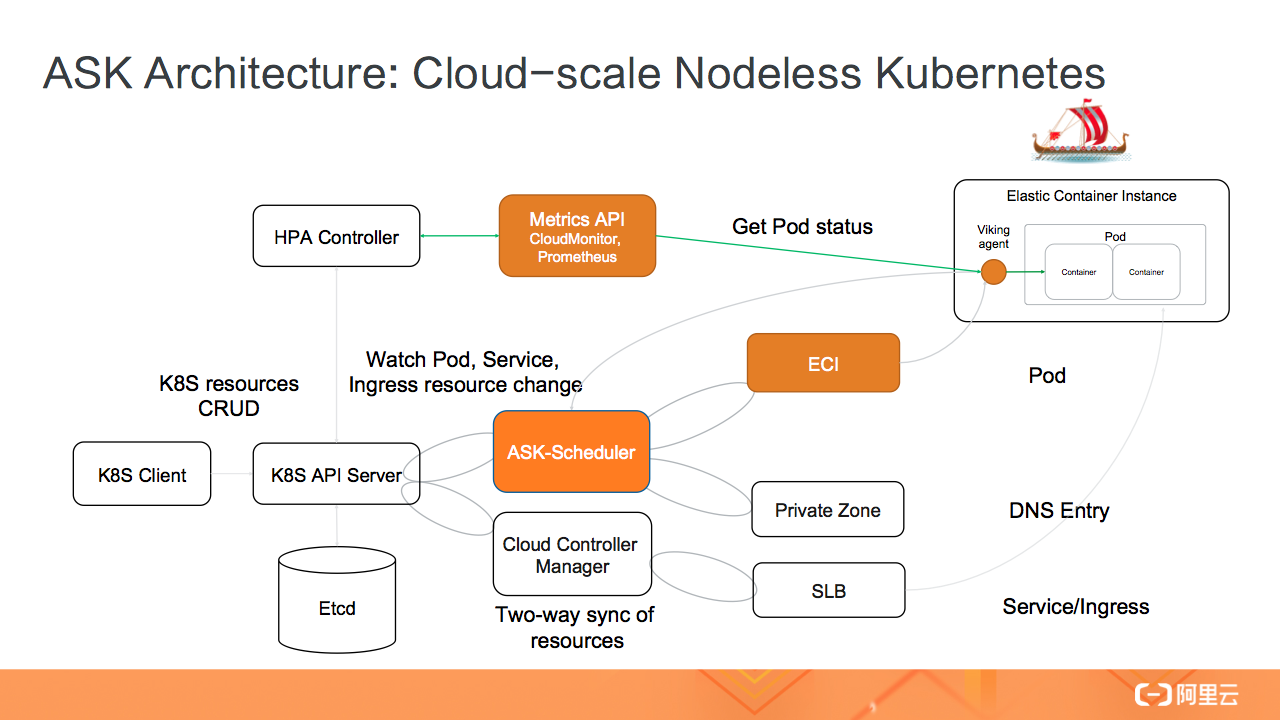 ASK Architecture: Cloud-scale Nodeless Kubernetes
Elastic Container Instance
HPA Controller
Metrics API
CloudMonitor,
Prometheus
Get Pod status
Viking
agent
Pod
Container
Container
Watch Pod, Service,
Ingress resource change
ECI
Pod
K8S resources
CRUD
K8S Client
K8S API Server
ASK-Scheduler
Private Zone
DNS Entry
Cloud Controller
Manager
SLB
Etcd
Two-way sync of
resources
Service/Ingress
阿里云